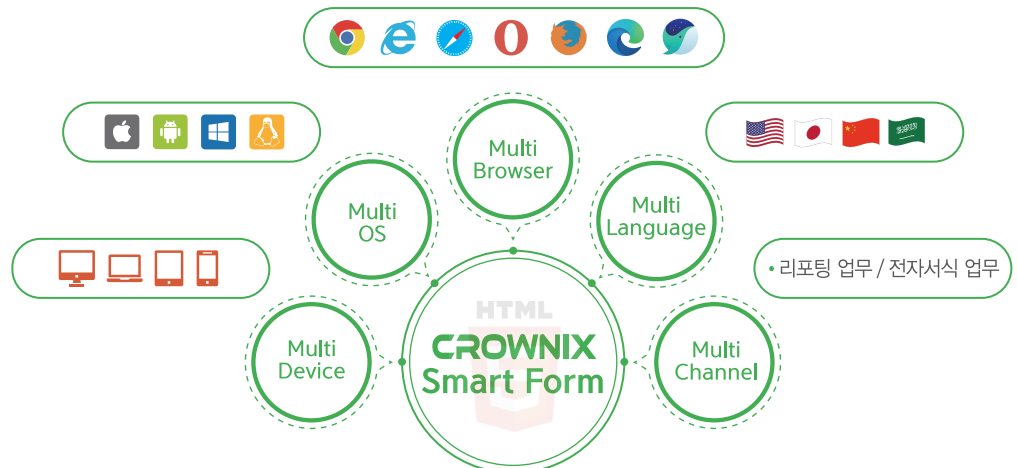 Multi
Browser
Multi
OS
Multi
Language
• 리포팅 업무 / 전자서식 업무
HTML
CROWNIX
Smart Form
Multi
Device
Multi
Channel